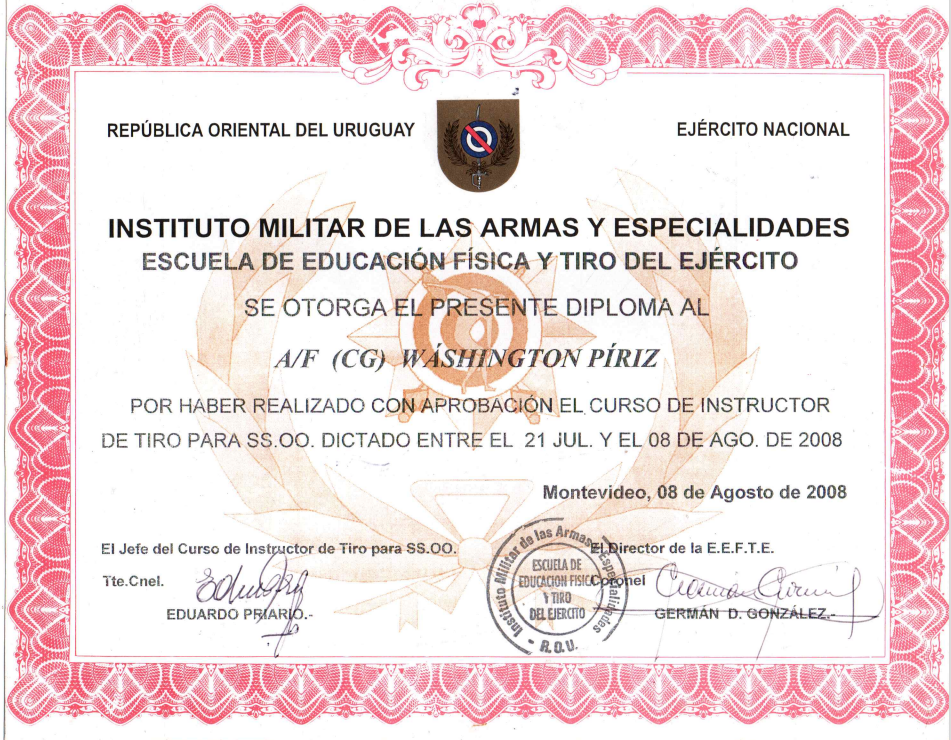 REPÚBLICA ORIENTAL DEL URUGUAY
EJÉRCITO NACIONAL
INSTITUTO MILITAR DE LAS ARMAS Y ESPECIALIDADES
ESCUELA DE EDUCACIÓN FÍSICA Y TIRO DEL EJÉRCITO
SE OTORGA EL PRESENTE DIPLOMA AL
A/F (CG) WÁSHINGTON PÍRIZ
POR HABER REALIZADO CON APROBACIÓN EL CURSO DE INSTRUCTOR
DE TIRO PARA SS.OO. DICTADO ENTRE EL 21 JUL. Y EL 08 DE AGO. DE 2008
Montevideo, 08 de Agosto de 2008
El Jefe del Curso de Instructor de Tiro para SS.OO.
Tte.Cnel.
EDUARDO PRIARIO.-
El Director de la E.E.F.T.E.
Coronel
GERMÁN D. GONZÁLEZ.-
Instituto Militar de las Armas y Especialidades
ESCUELA DE
EDUCACION FISICA
Y TIRO
DEL EJERCITO
- R.O.U.